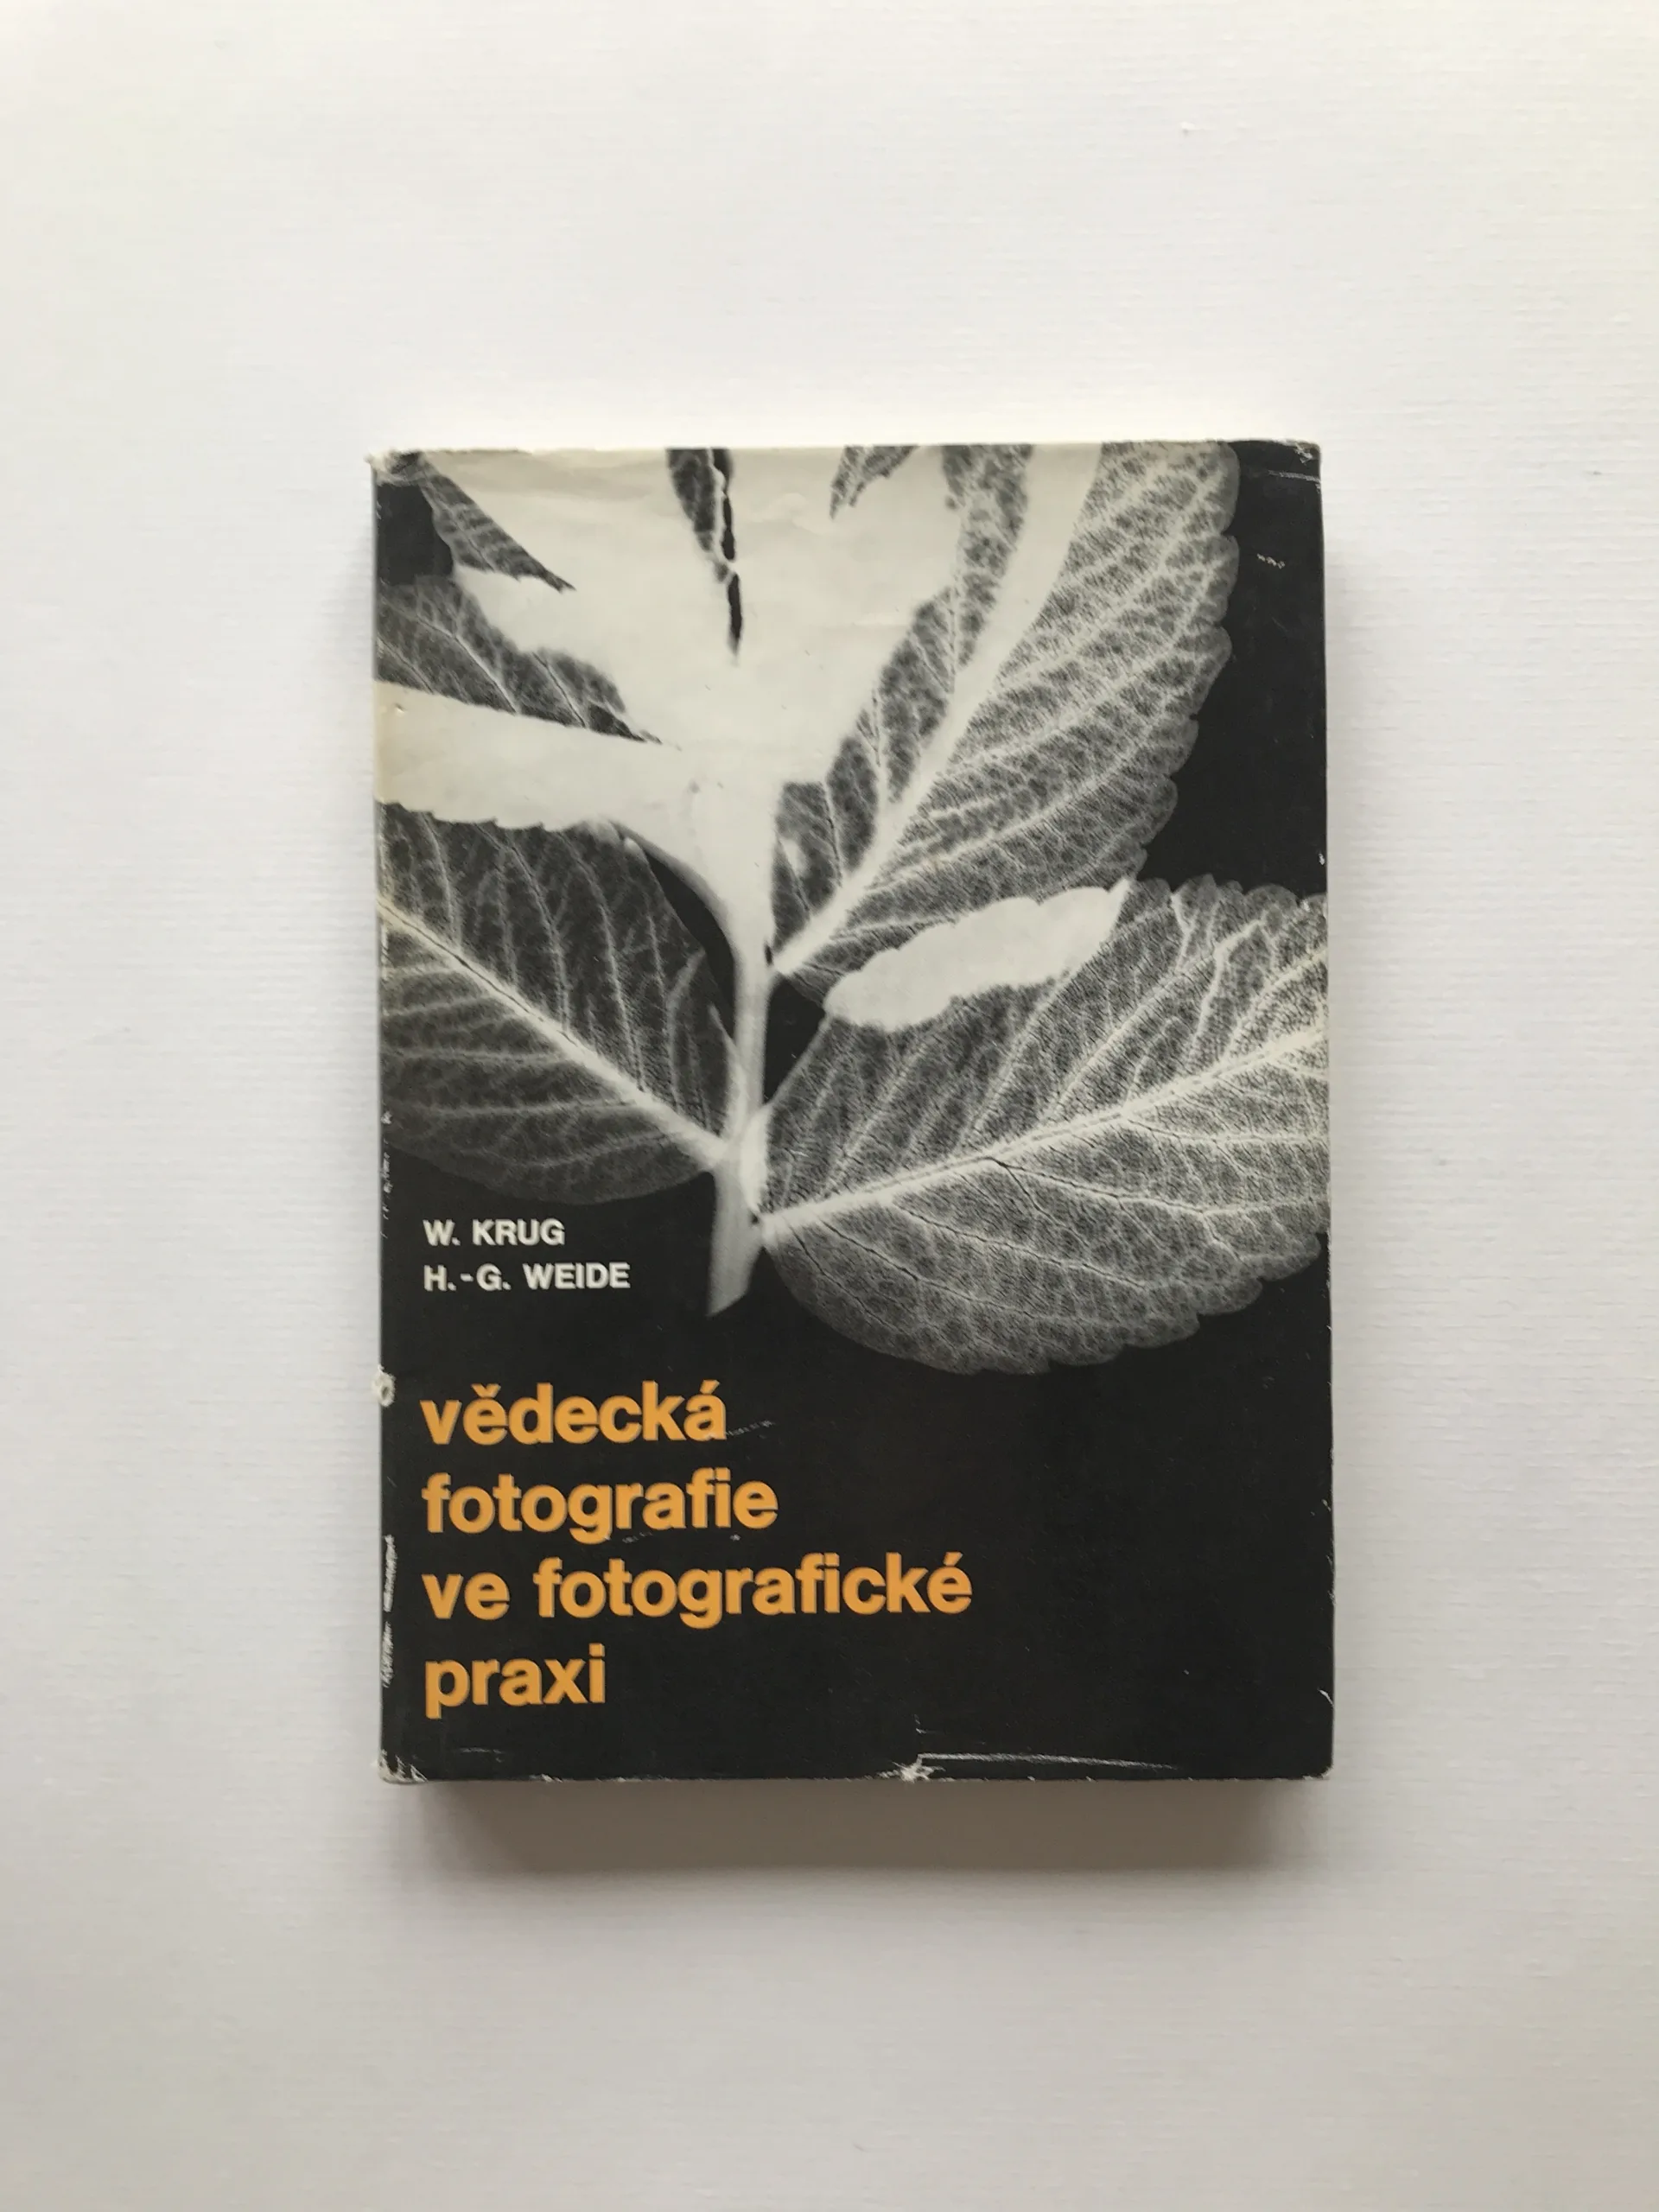 W. KRUG
H.-G. WEIDE
vědecká
fotografie
ve fotografické
praxi